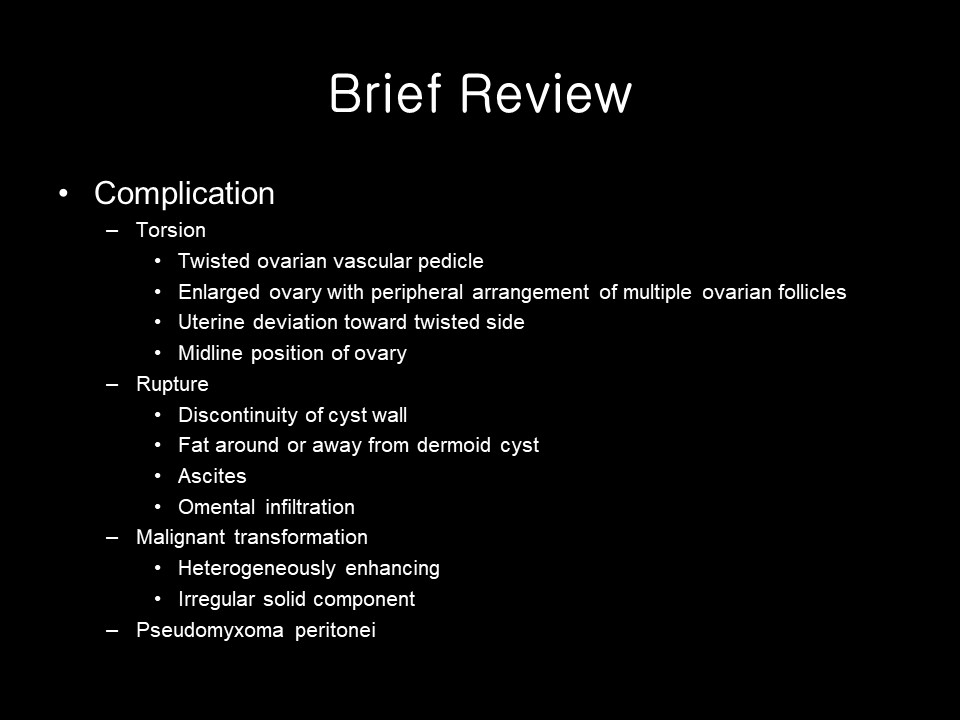 Brief Review
• Complication
– Torsion
• Twisted ovarian vascular pedicle
• Enlarged ovary with peripheral arrangement of multiple ovarian follicles
• Uterine deviation toward twisted side
• Midline position of ovary
– Rupture
• Discontinuity of cyst wall
• Fat around or away from dermoid cyst
• Ascites
• Omental infiltration
– Malignant transformation
• Heterogeneously enhancing
• Irregular solid component
– Pseudomyxoma peritonei